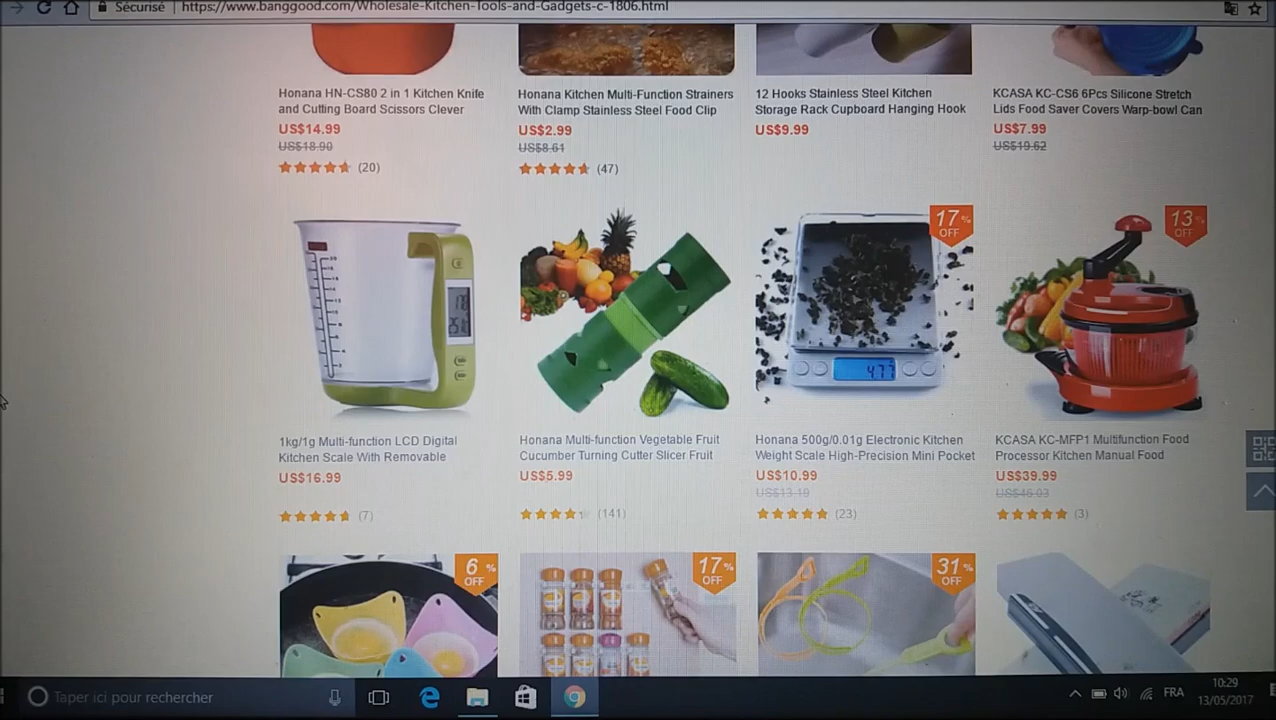 Sécurisé https://www.banggood.com/Wholesale-Kitchen-Tools-and-Gadgets-c-1806.html
Honana HN-CS80 2 in 1 Kitchen Knife
and Cutting Board Scissors Clever
US$14.99
US$18.90
(20)
Honana Kitchen Multi-Function Strainers
With Clamp Stainless Steel Food Clip
US$2.99
US$8.61
(47)
12 Hooks Stainless Steel Kitchen
Storage Rack Cupboard Hanging Hook
US$9.99
KCASA KC-CS6 6Pcs Silicone Stretch
Lids Food Saver Covers Warp-bowl Can
US$7.99
US$19.62
1kg/1g Multi-function LCD Digital
Kitchen Scale With Removable
US$16.99
(7)
Honana Multi-function Vegetable Fruit
Cucumber Turning Cutter Slicer Fruit
US$5.99
(141)
17%
OFF
4.77
Honana 500g/0.01g Electronic Kitchen
Weight Scale High-Precision Mini Pocket
US$10.99
US$13.19
(23)
13%
OFF
KCASA KC-MFP1 Multifunction Food
Processor Kitchen Manual Food
US$39.99
US$46.03
(3)
6%
OFF
17%
OFF
31%
OFF
Taper ici pour rechercher
FRA
10:29
13/05/2017